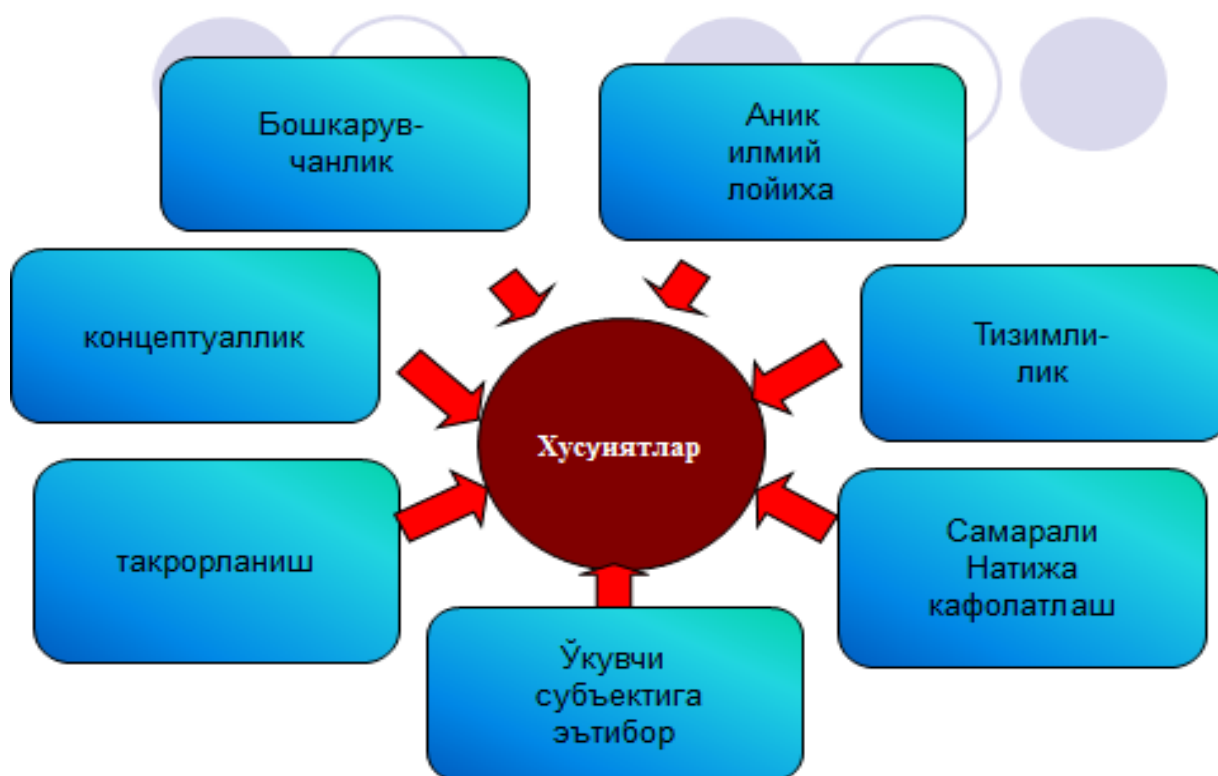 Бошкарув-
чанлик
Аник
илмий
лойиха
концептуаллик
Тизимли-
лик
Хусунятлар
такрорланиш
Самарали
Натижа
кафолатлаш
Ўкувчи
субъектига
эътибор